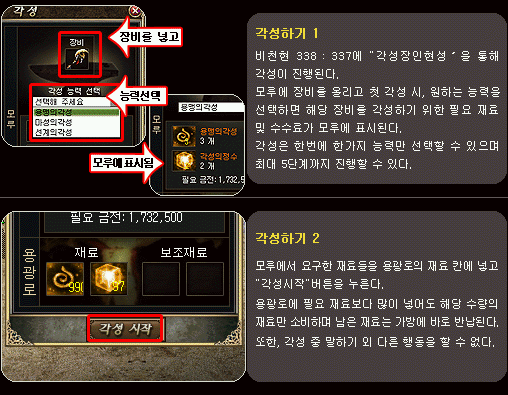 각성
장비
장비를 넣고
각성 능력 선택
선택해 주세요
용맹의각성
마성의각성
선계의각성
능력선택
모루
용맹의각성
용맹의각성
3 개
각성의정수
2 개
필요 금전: 1,732,5
모루에 표시됨
각성하기 1
비천현 338 : 337에 "각성장인현성 " 을 통해
각성이 진행된다.
모루에 장비를 올리고 첫 각성 시, 원하는 능력을
선택하면 해당 장비를 각성하기 위한 필요 재료
및 수수료가 모루에 표시된다.
각성은 한번에 한가지 능력만 선택할 수 있으며
최대 5단계까지 진행할 수 있다.
필요 금전: 1,732,500
용광로
재료
보조재료
각성 시작
각성하기 2
모루에서 요구한 재료들을 용광로의 재료 칸에 넣고
"각성시작"버튼을 누른다.
용광로에 필요 재료보다 많이 넣어도 해당 수량의
재료만 소비하며 남은 재료는 가방에 바로 반납된다.
또한, 각성 중 말하기 외 다른 행동을 할 수 없다.